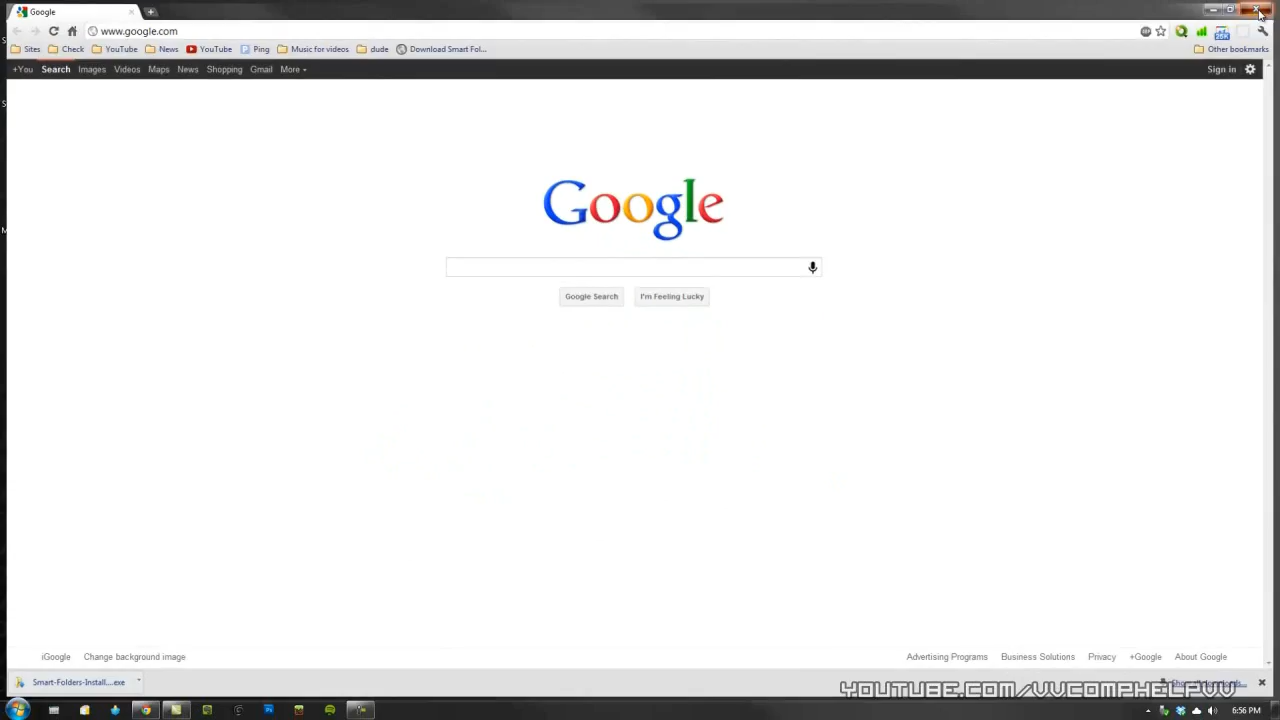 Google
www.google.com
Sites Check YouTube News YouTube Ping Music for videos dude Download Smart Fol... Other bookmarks
+You Search Images Videos Maps News Shopping Gmail More Sign in
Google
Google Search I'm Feeling Lucky
iGoogle Change background image Advertising Programs Business Solutions Privacy +Google About Google
Smart-Folders-Install....exe
YOUTUBE.COM/VVCOMPHELPVV
6:56 PM